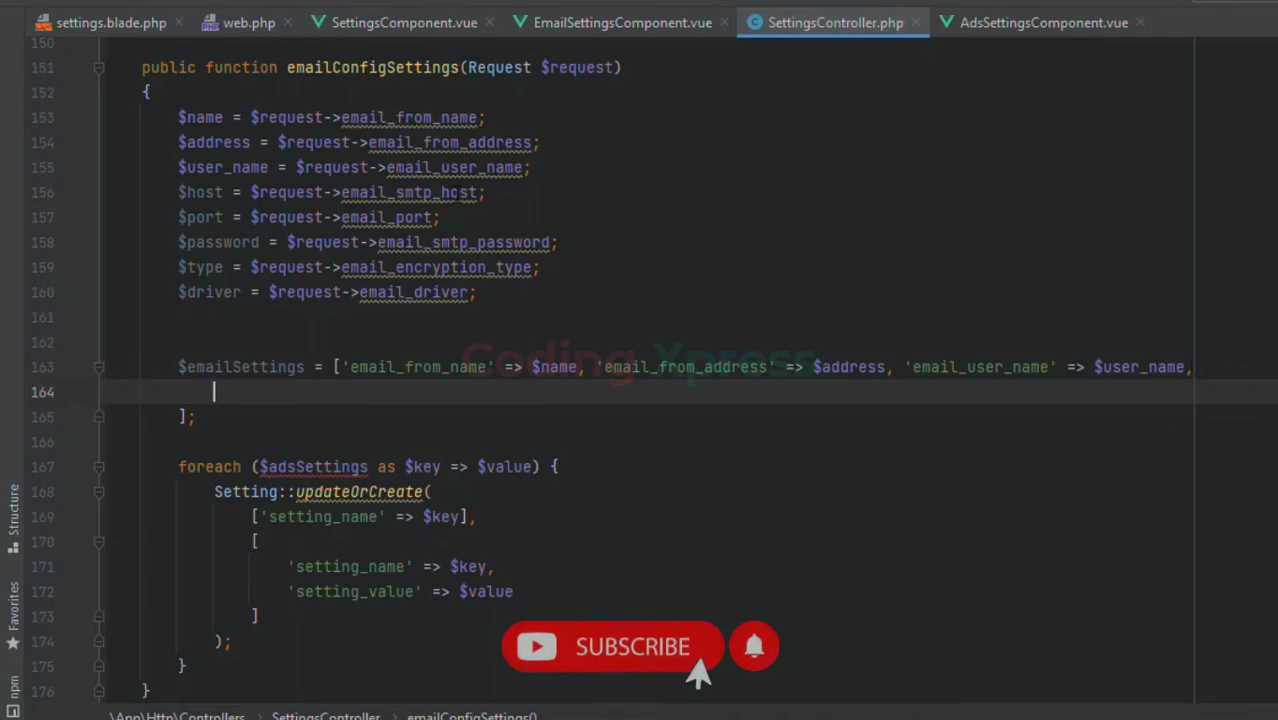 settings.blade.php × web.php × SettingsComponent.vue × EmailSettingsComponent.vue × SettingsController.php × AdsSettingsComponent.vue ×
150
151 public function emailConfigSettings(Request $request)
152 {
153 $name = $request->email_from_name;
154 $address = $request->email_from_address;
155 $user_name = $request->email_user_name;
156 $host = $request->email_smtp_host;
157 $port = $request->email_port;
158 $password = $request->email_smtp_password;
159 $type = $request->email_encryption_type;
160 $driver = $request->email_driver;
161
162
Coding Xpress
163 $emailSettings = ['email_from_name' => $name, 'email_from_address' => $address, 'email_user_name' => $user_name,
164
165 ];
166
167 foreach ($adsSettings as $key => $value) {
168 Setting::updateOrCreate(
169 ['setting_name' => $key],
170 [
171 'setting_name' => $key,
172 'setting_value' => $value
173 ]
174 );
175 }
176 }
Structure
Favorites
npm
SUBSCRIBE
\App\Http\Controllers SettingsController emailConfigSettings()